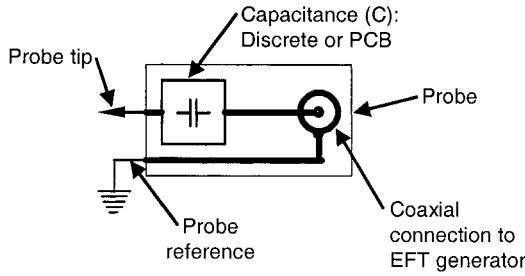 Capacitance (C):
Discrete or PCB
Probe tip
Probe
Probe
reference
Coaxial
connection to
EFT generator